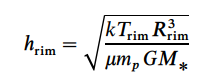 h_rim = √(k T_rim R_rim^3 / (μ m_p G M_*))